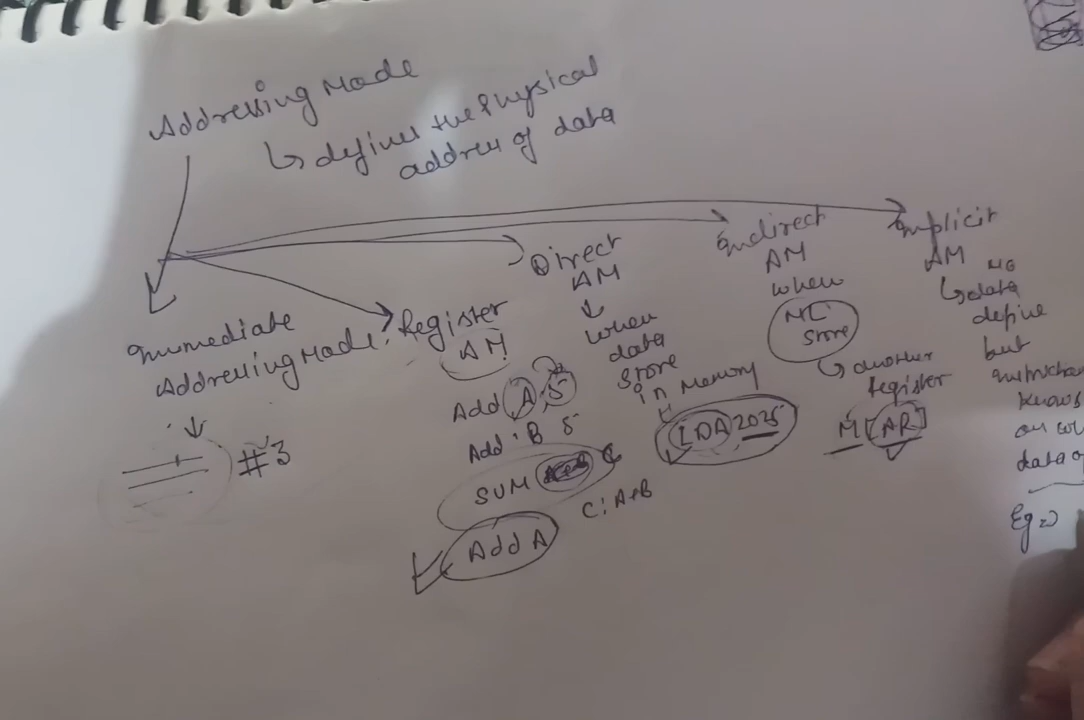 Addressing Mode
↳ defines the Physical
address of data
Immediate
Addressing Mode.
↓
#3
Register
AM
Add A, 5
Add B 5
SUM
C: A+B
Add A
Direct
AM
↓
when
data
store
in Memory
LDA 2025
Indirect
AM
when
ML
store
↳ another
register
M[AR]
Implicit
AM
↳ NO
data
define
but
knows
data
Eg ⇒